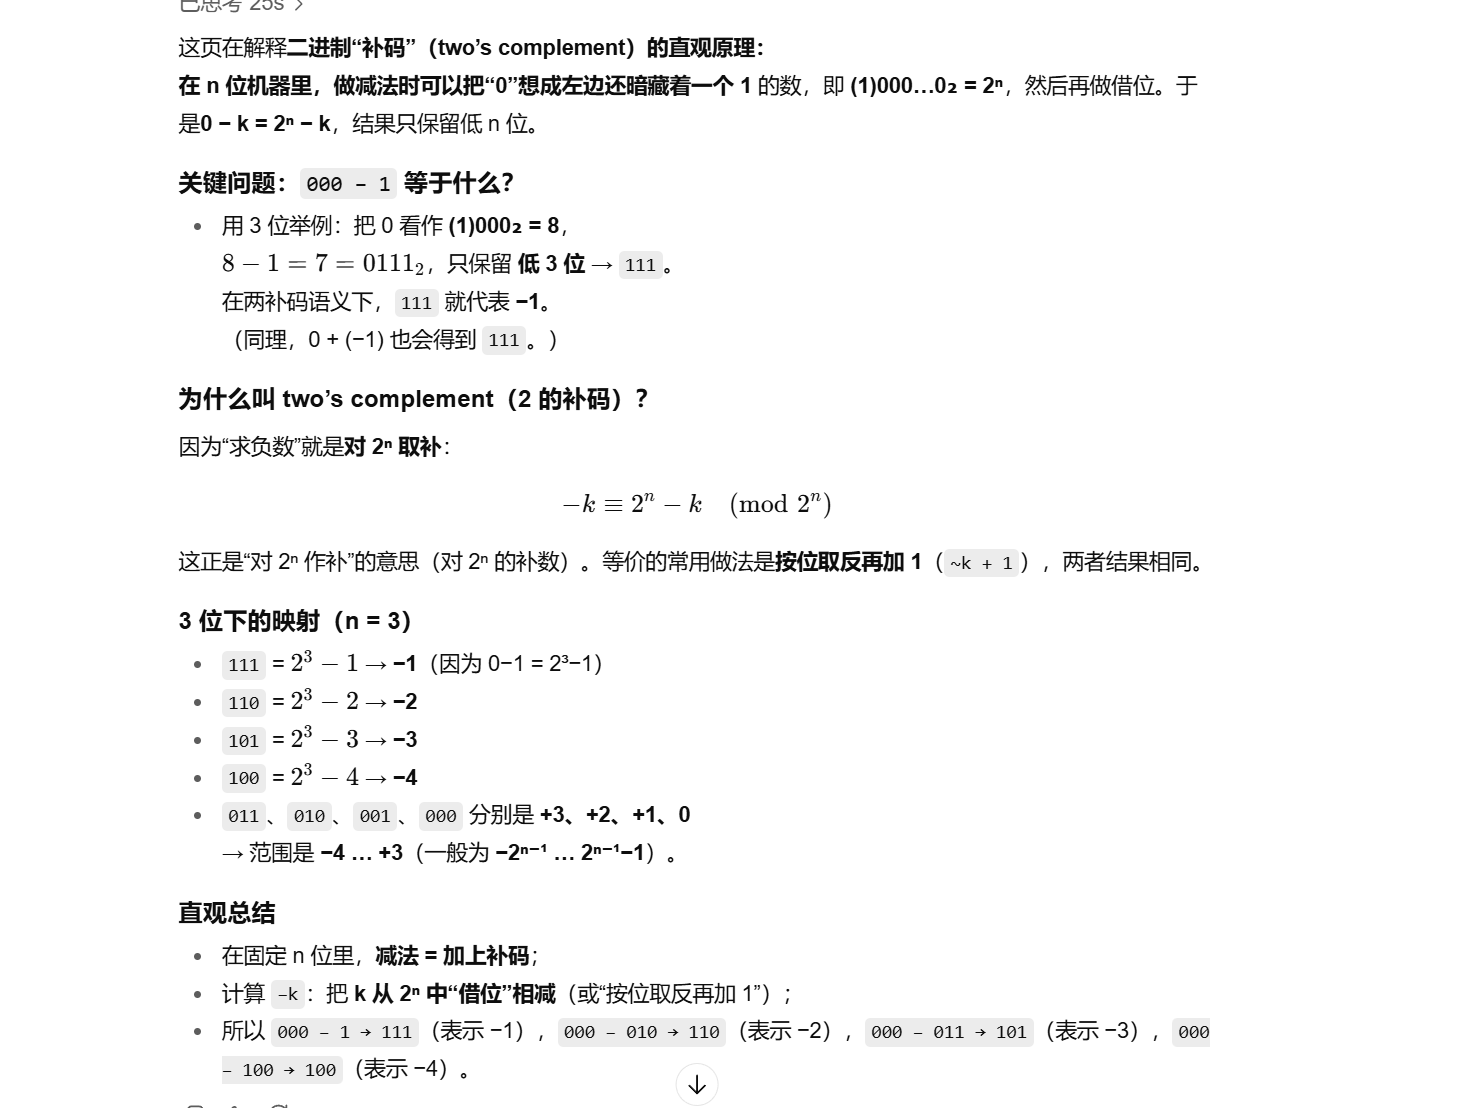 已思考 25s >
这页在解释二进制“补码”（two’s complement）的直观原理：
在 n 位机器里，做减法时可以把“0”想成左边还暗藏着一个 1 的数，即 (1)000…0₂ = 2ⁿ，然后再做借位。于
是0 − k = 2ⁿ − k，结果只保留低 n 位。
关键问题：000 − 1 等于什么？
用 3 位举例：把 0 看作 (1)000₂ = 8，
8 − 1 = 7 = 0111₂，只保留 低 3 位 → 111。
在两补码语义下，111 就代表 −1。
（同理，0 + (−1) 也会得到 111。）
为什么叫 two’s complement（2 的补码）？
因为“求负数”就是对 2ⁿ 取补：
−k ≡ 2ⁿ − k (mod 2ⁿ)
这正是“对 2ⁿ 作补”的意思（对 2ⁿ 的补数）。等价的常用做法是按位取反再加 1（~k + 1），两者结果相同。
3 位下的映射（n = 3）
111 = 2³ − 1 → −1（因为 0−1 = 2³−1）
110 = 2³ − 2 → −2
101 = 2³ − 3 → −3
100 = 2³ − 4 → −4
011、010、001、000 分别是 +3、+2、+1、0
→ 范围是 −4 … +3（一般为 −2ⁿ⁻¹ … 2ⁿ⁻¹−1）。
直观总结
在固定 n 位里，减法 = 加上补码；
计算 −k：把 k 从 2ⁿ 中“借位”相减（或“按位取反再加 1”）；
所以 000 − 1 → 111（表示 −1），000 − 010 → 110（表示 −2），000 − 011 → 101（表示 −3），000
− 100 → 100（表示 −4）。